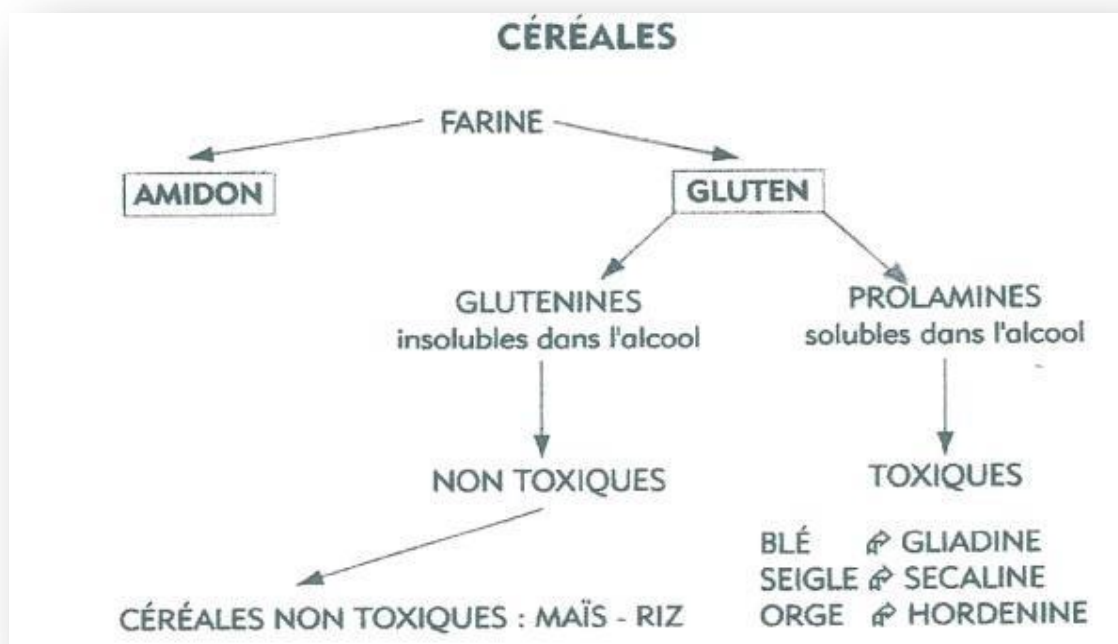 CÉRÉALES
FARINE
AMIDON
GLUTEN
GLUTENINES
insolubles dans l'alcool
PROLAMINES
solubles dans l'alcool
NON TOXIQUES
TOXIQUES
BLÉ GLIADINE
SEIGLE SECALINE
ORGE HORDENINE
CÉRÉALES NON TOXIQUES : MAÏS - RIZ